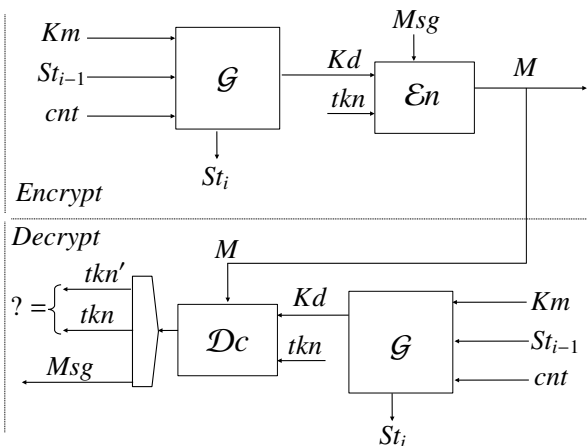 Msg
Km
Kd
M
St_{i-1}
𝒢
tkn
ℰn
cnt
St_i
Encrypt
Decrypt
M
tkn′
Kd
Km
? =
tkn
𝒟c
𝒢
St_{i-1}
tkn
Msg
cnt
St_i